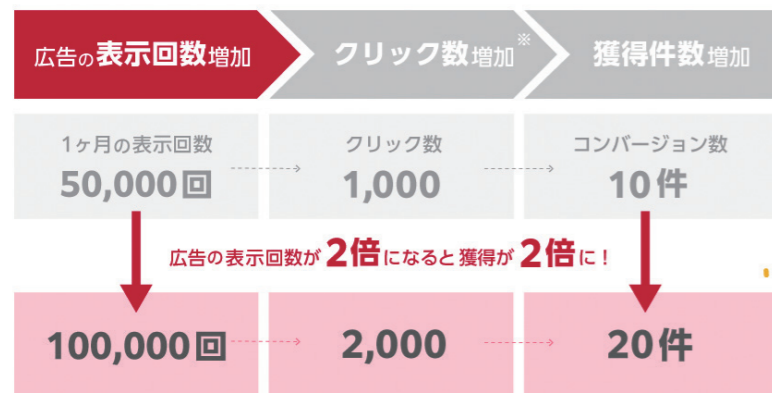 広告の表示回数増加
クリック数増加※
獲得件数増加
1ヶ月の表示回数
クリック数
コンバージョン数
50,000回
1,000
10件
広告の表示回数が2倍になると獲得が2倍に！
100,000回
2,000
20件